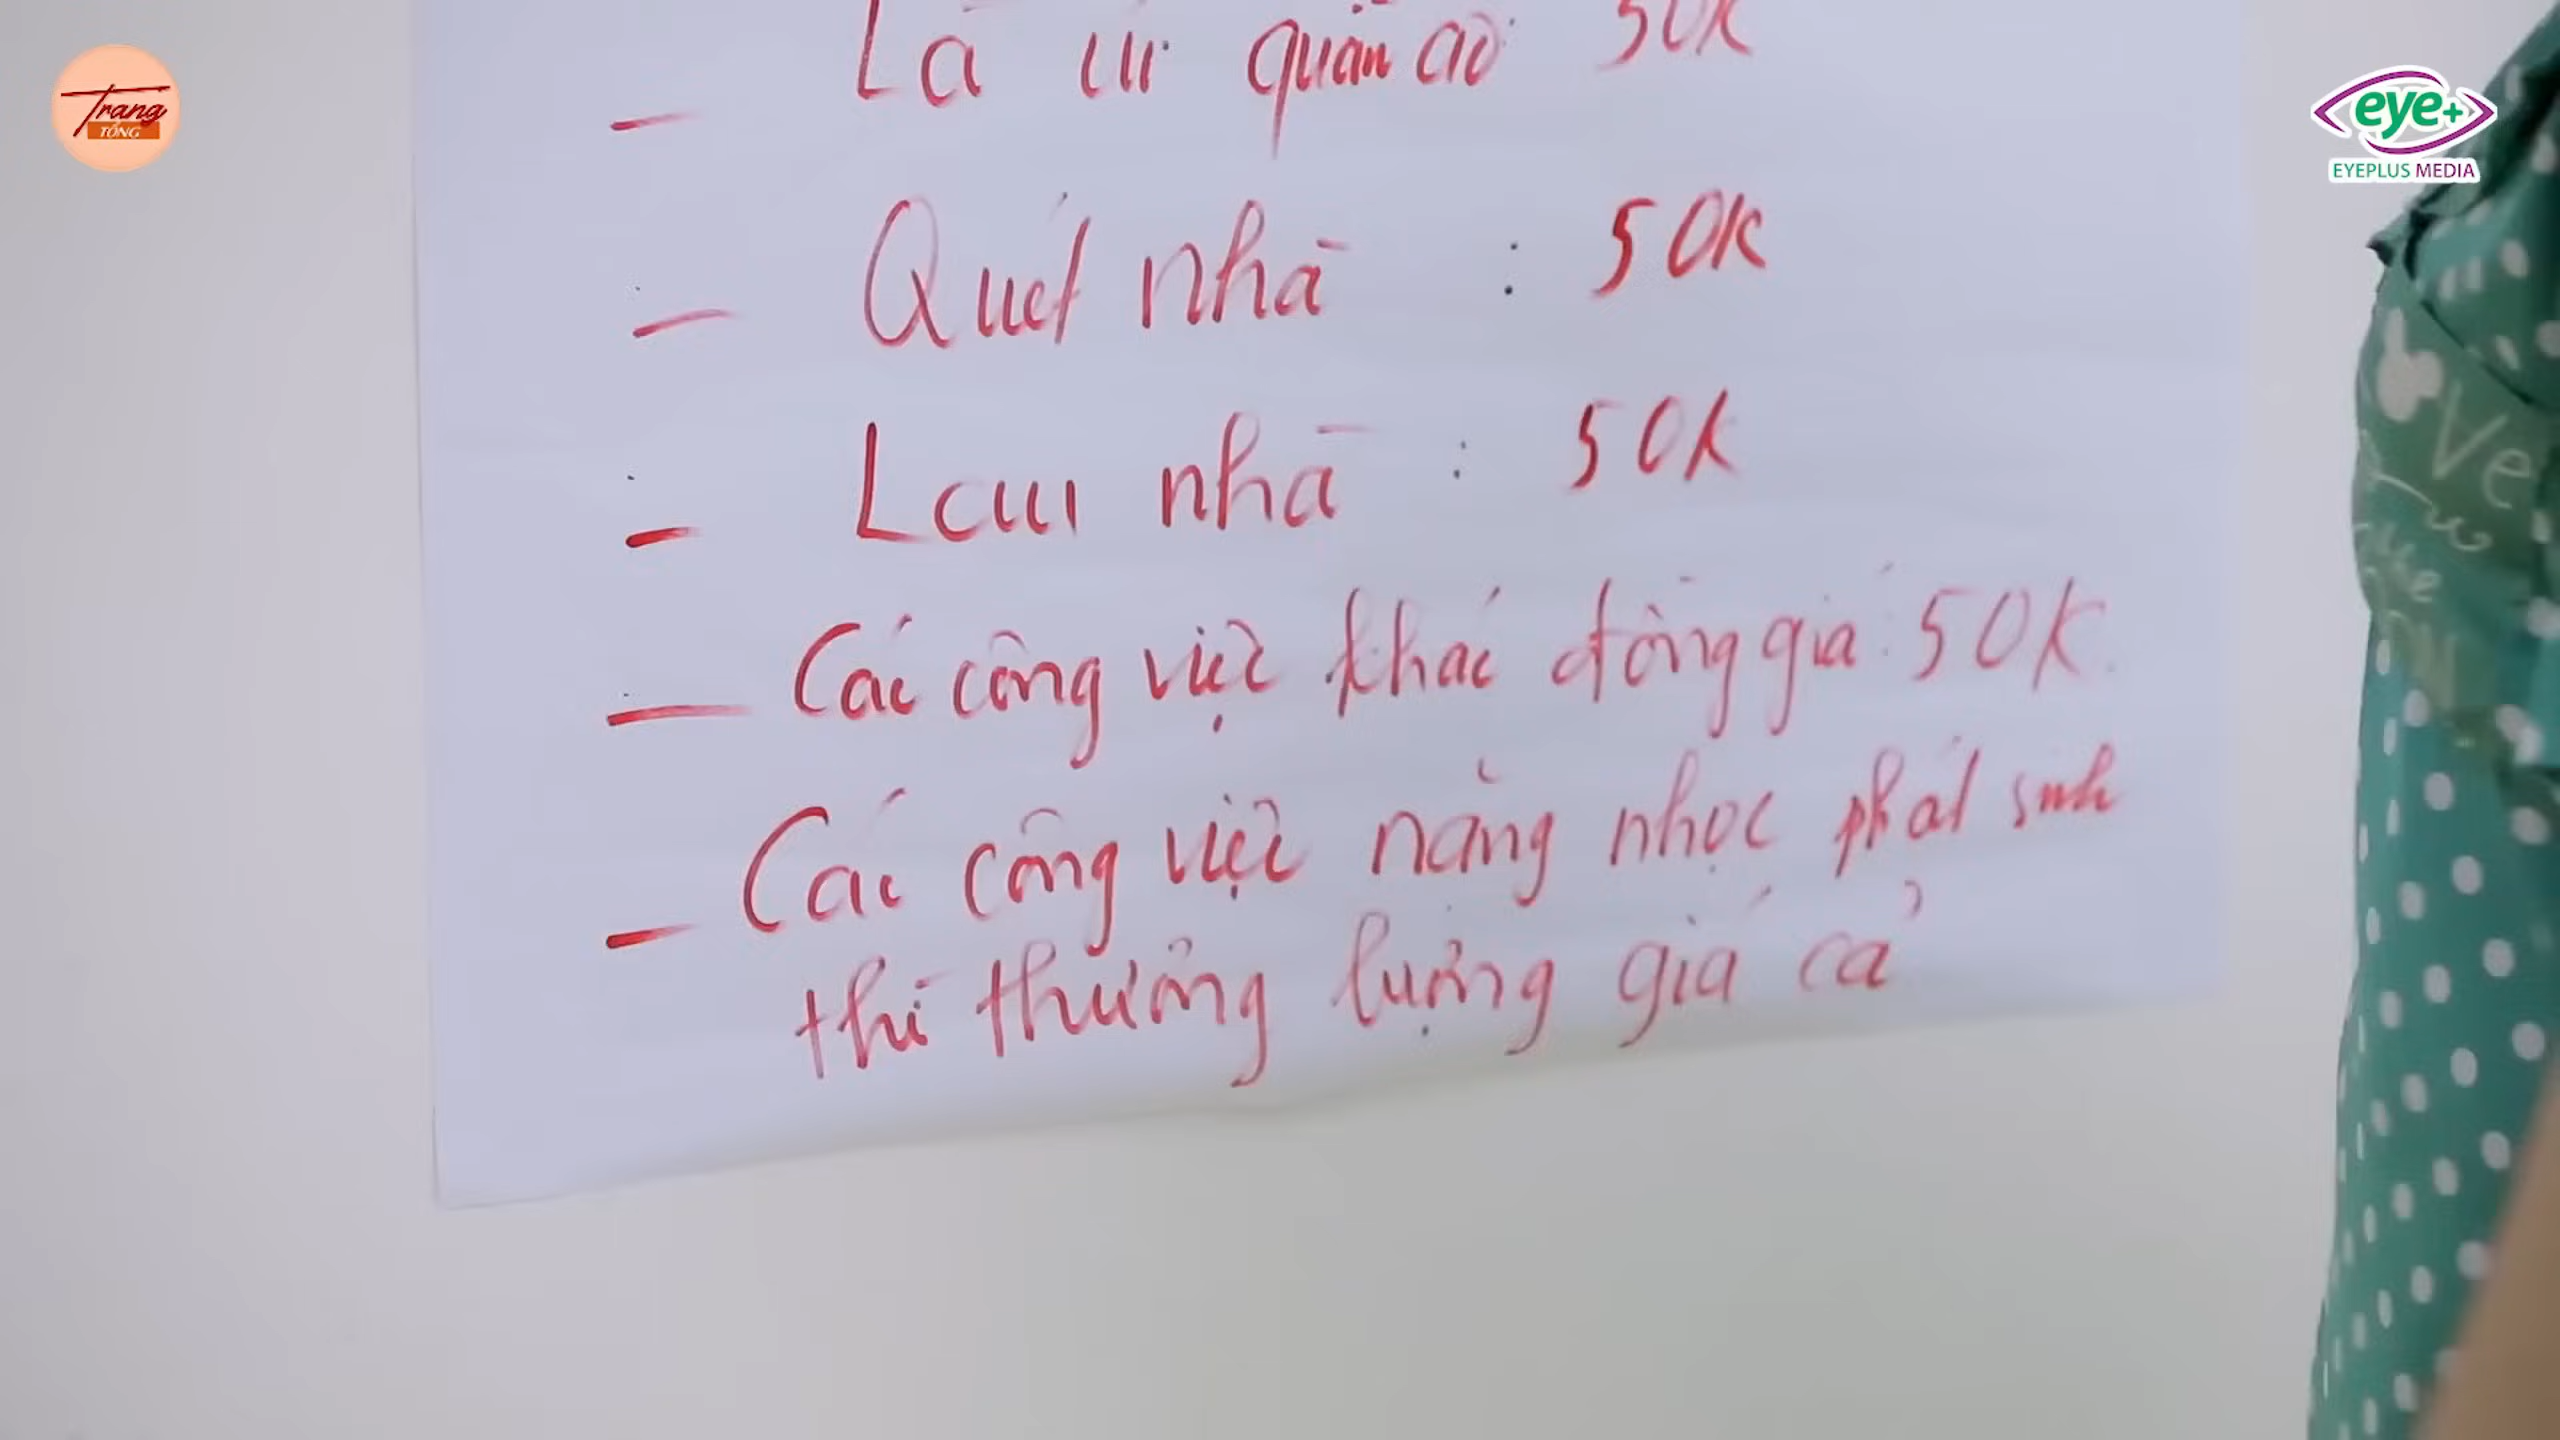 Trang
TỐNG
eye+
EYEPLUS MEDIA
- Là ủi quần áo: 50K
- Quét nhà : 50K
- Lau nhà : 50K
- Các công việc khác đồng giá: 50K
- Các công việc nặng nhọc phát sinh
thì thương lượng giá cả